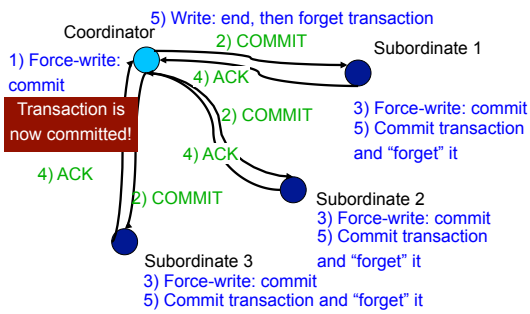 5) Write: end, then forget transaction
Coordinator
2) COMMIT
Subordinate 1
1) Force-write:
commit
4) ACK
Transaction is
now committed!
3) Force-write: commit
5) Commit transaction
and “forget” it
2) COMMIT
4) ACK
4) ACK
2) COMMIT
Subordinate 2
3) Force-write: commit
5) Commit transaction
and “forget” it
Subordinate 3
3) Force-write: commit
5) Commit transaction and “forget” it